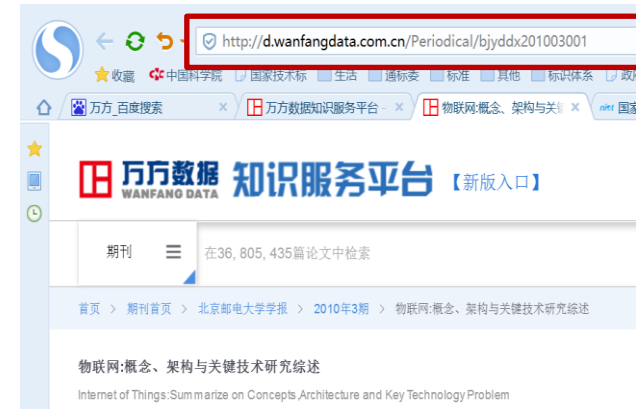 http://d.wanfangdata.com.cn/Periodical/bjyddx201003001
收藏 中国科学院 国家技术标 生活 通标委 标准 其他 标识体系
万方_百度搜索 × 万方数据知识服务平台 - × 物联网:概念、架构与关 × 国家
万方数据 知识服务平台 【新版入口】
WANFANG DATA
期刊 在36, 805, 435篇论文中检索
首页 > 期刊首页 > 北京邮电大学学报 > 2010年3期 > 物联网:概念、架构与关键技术研究综述
物联网:概念、架构与关键技术研究综述
Internet of Things:Summarize on Concepts,Architecture and Key Technology Problem